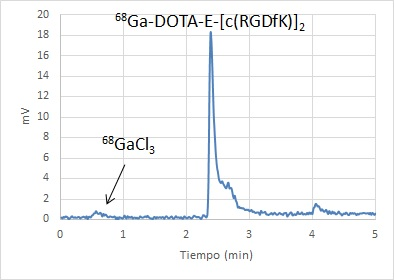 ⁶⁸Ga-DOTA-E-[c(RGDfK)]₂
20
18
16
14
12
10
8
6
4
2
0
mV
⁶⁸GaCl₃
0 1 2 3 4 5
Tiempo (min)